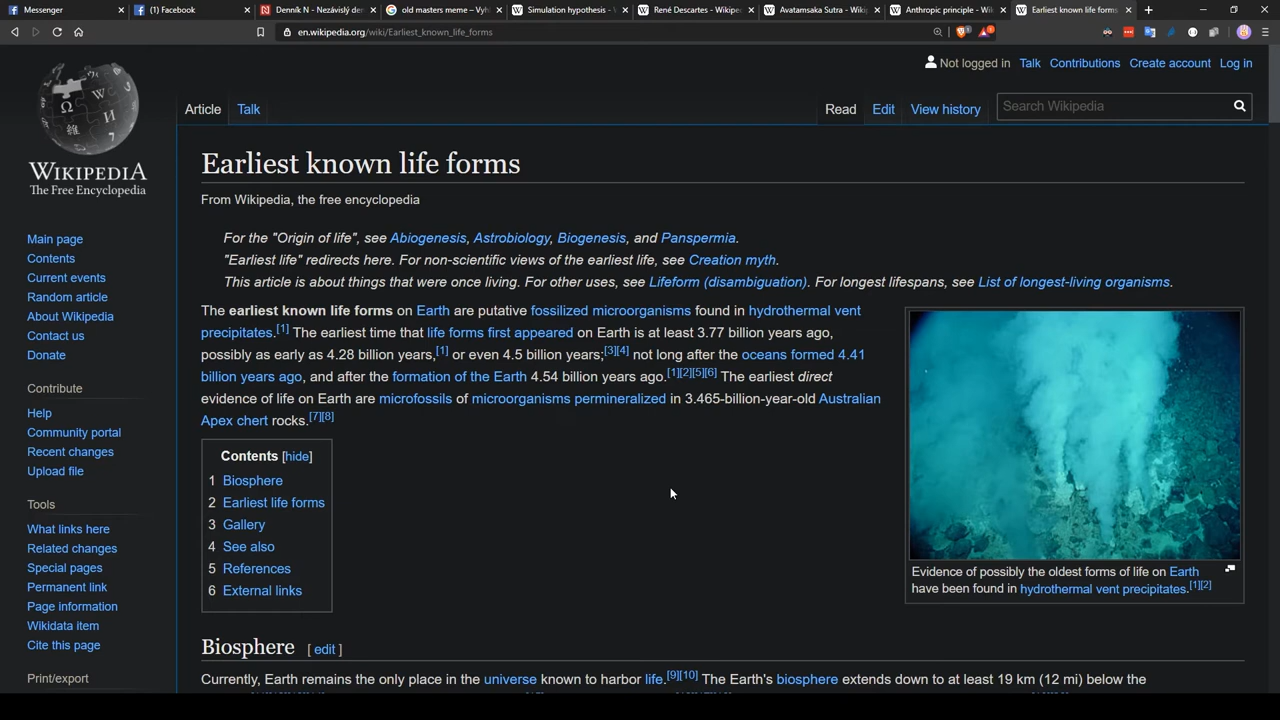 Messenger
(1) Facebook
Denník N - Nezávislý de
old masters meme – Vyh
Simulation hypothesis -
René Descartes - Wikipe
Avatamsaka Sutra - Wiki
Anthropic principle - Wik
Earliest known life forms
en.wikipedia.org/wiki/Earliest_known_life_forms
Not logged in Talk Contributions Create account Log in
Article Talk
Read Edit View history
Search Wikipedia
WIKIPEDIA
The Free Encyclopedia
Main page
Contents
Current events
Random article
About Wikipedia
Contact us
Donate
Contribute
Help
Community portal
Recent changes
Upload file
Tools
What links here
Related changes
Special pages
Permanent link
Page information
Wikidata item
Cite this page
Print/export
Earliest known life forms
From Wikipedia, the free encyclopedia
For the "Origin of life", see Abiogenesis, Astrobiology, Biogenesis, and Panspermia.
"Earliest life" redirects here. For non-scientific views of the earliest life, see Creation myth.
This article is about things that were once living. For other uses, see Lifeform (disambiguation). For longest lifespans, see List of longest-living organisms.
The earliest known life forms on Earth are putative fossilized microorganisms found in hydrothermal vent
precipitates.[1] The earliest time that life forms first appeared on Earth is at least 3.77 billion years ago,
possibly as early as 4.28 billion years,[1] or even 4.5 billion years;[3][4] not long after the oceans formed 4.41
billion years ago, and after the formation of the Earth 4.54 billion years ago.[1][2][5][6] The earliest direct
evidence of life on Earth are microfossils of microorganisms permineralized in 3.465-billion-year-old Australian
Apex chert rocks.[7][8]
Contents [hide]
1 Biosphere
2 Earliest life forms
3 Gallery
4 See also
5 References
6 External links
Evidence of possibly the oldest forms of life on Earth
have been found in hydrothermal vent precipitates.[1][2]
Biosphere [ edit ]
Currently, Earth remains the only place in the universe known to harbor life.[9][10] The Earth's biosphere extends down to at least 19 km (12 mi) below the